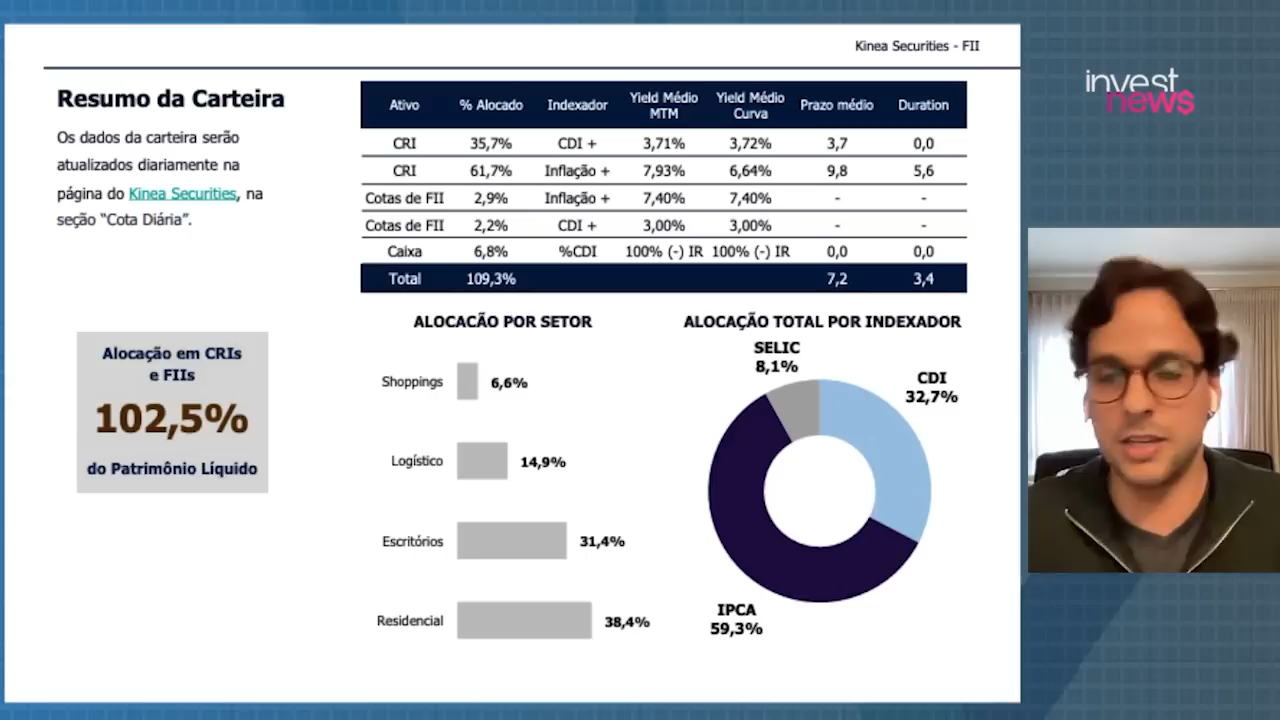 Kinea Securities - FII
invest
news
Resumo da Carteira
Os dados da carteira serão
atualizados diariamente na
página do Kinea Securities, na
seção “Cota Diária”.
Ativo % Alocado Indexador Yield Médio MTM Yield Médio Curva Prazo médio Duration
CRI 35,7% CDI + 3,71% 3,72% 3,7 0,0
CRI 61,7% Inflação + 7,93% 6,64% 9,8 5,6
Cotas de FII 2,9% Inflação + 7,40% 7,40% - -
Cotas de FII 2,2% CDI + 3,00% 3,00% - -
Caixa 6,8% %CDI 100% (-) IR 100% (-) IR 0,0 0,0
Total 109,3% 7,2 3,4
Alocação em CRIs
e FIIs
102,5%
do Patrimônio Líquido
ALOCACÃO POR SETOR
Shoppings 6,6%
Logístico 14,9%
Escritórios 31,4%
Residencial 38,4%
ALOCAÇÃO TOTAL POR INDEXADOR
SELIC
8,1%
CDI
32,7%
IPCA
59,3%